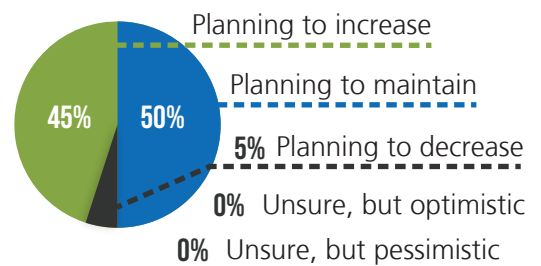 Planning to increase
Planning to maintain
45%
50%
5% Planning to decrease
0% Unsure, but optimistic
0% Unsure, but pessimistic